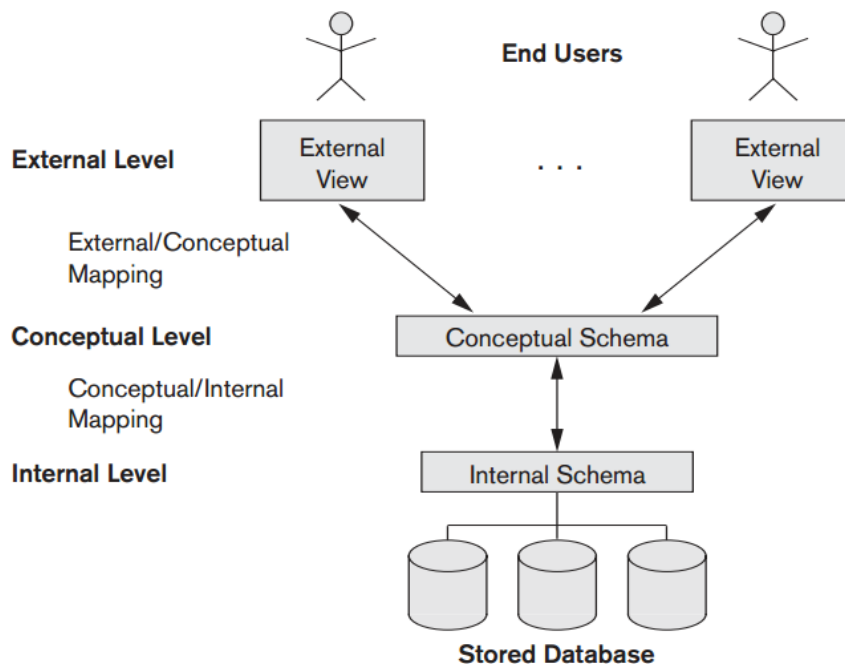 End Users
External Level
External
View
. . .
External
View
External/Conceptual
Mapping
Conceptual Level
Conceptual Schema
Conceptual/Internal
Mapping
Internal Level
Internal Schema
Stored Database